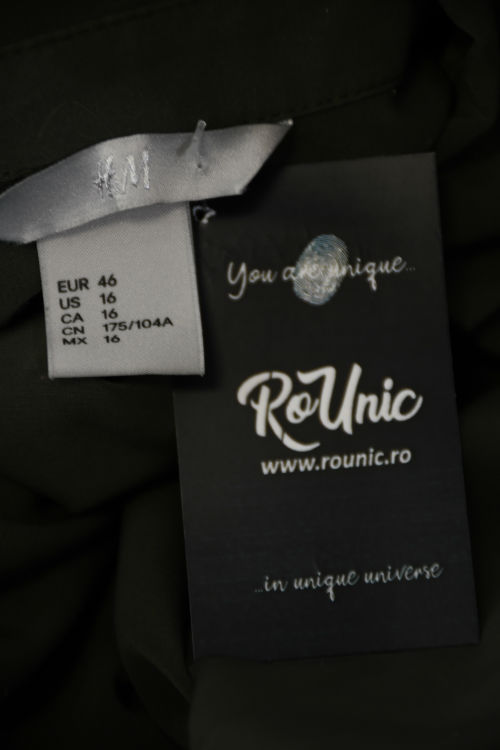 H&M
EUR 46
US 16
CA 16
CN 175/104A
MX 16
You are unique...
RoUnic
www.rounic.ro
...in unique universe